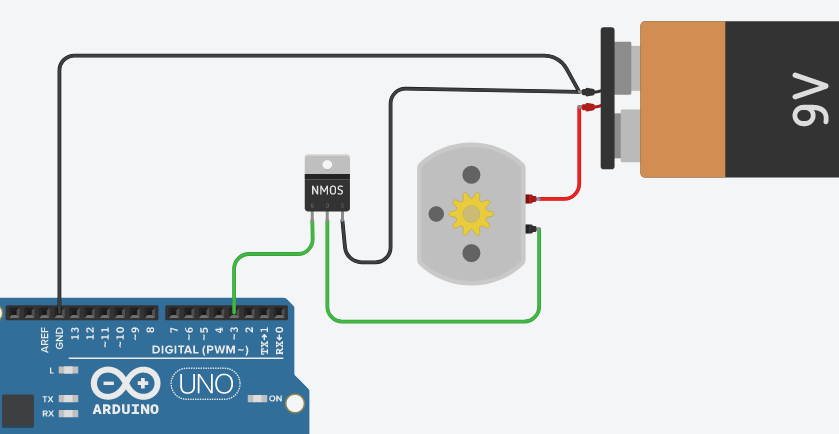 9V
NMOS
G D S
AREF
GND
13
12
~11
~10
~9
8
7
~6
~5
4
~3
2
TX→1
RX←0
DIGITAL (PWM~)
L
TX
RX
UNO
ARDUINO
ON